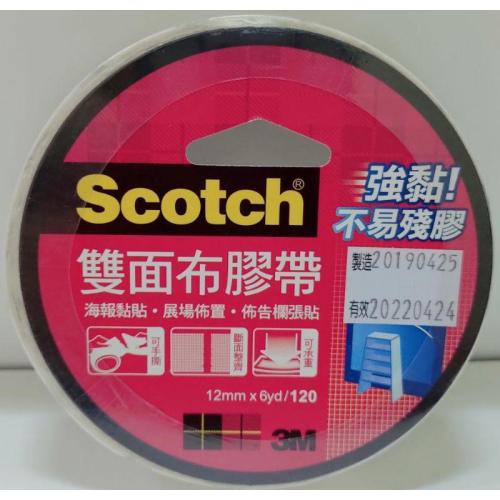 Scotch®
強黏!
不易殘膠
雙面布膠帶
製造20190425
有效20220424
海報黏貼・展場佈置・佈告欄張貼
可手撕
斷面整齊
可承重
12mm x 6yd/120
3M